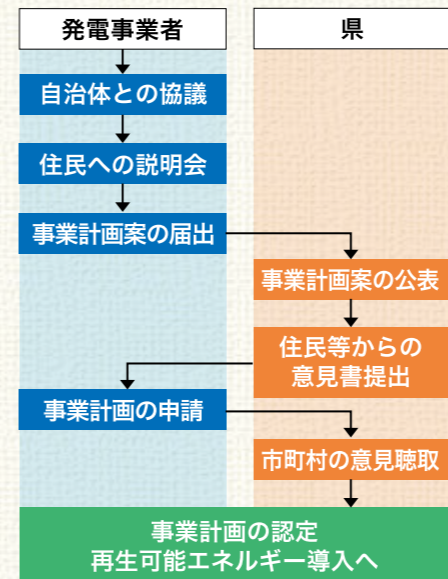 発電事業者
県
自治体との協議
住民への説明会
事業計画案の届出
事業計画案の公表
住民等からの
意見書提出
事業計画の申請
市町村の意見聴取
事業計画の認定
再生可能エネルギー導入へ